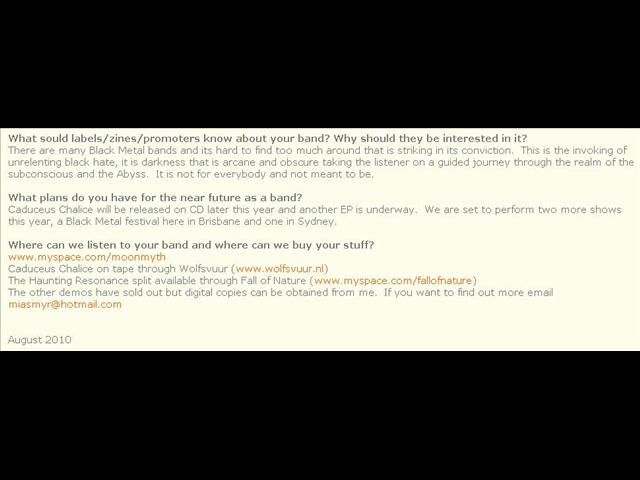 What sould labels/zines/promoters know about your band? Why should they be interested in it?
There are many Black Metal bands and its hard to find too much around that is striking in its conviction.  This is the invoking of
unrelenting black hate, it is darkness that is arcane and obscure taking the listener on a guided journey through the realm of the
subconscious and the Abyss.  It is not for everybody and not meant to be.
What plans do you have for the near future as a band?
Caduceus Chalice will be released on CD later this year and another EP is underway.  We are set to perform two more shows
this year, a Black Metal festival here in Brisbane and one in Sydney.
Where can we listen to your band and where can we buy your stuff?
www.myspace.com/moonmyth
Caduceus Chalice on tape through Wolfsvuur (www.wolfsvuur.nl)
The Haunting Resonance split available through Fall of Nature (www.myspace.com/fallofnature)
The other demos have sold out but digital copies can be obtained from me.  If you want to find out more email
miasmyr@hotmail.com
August 2010